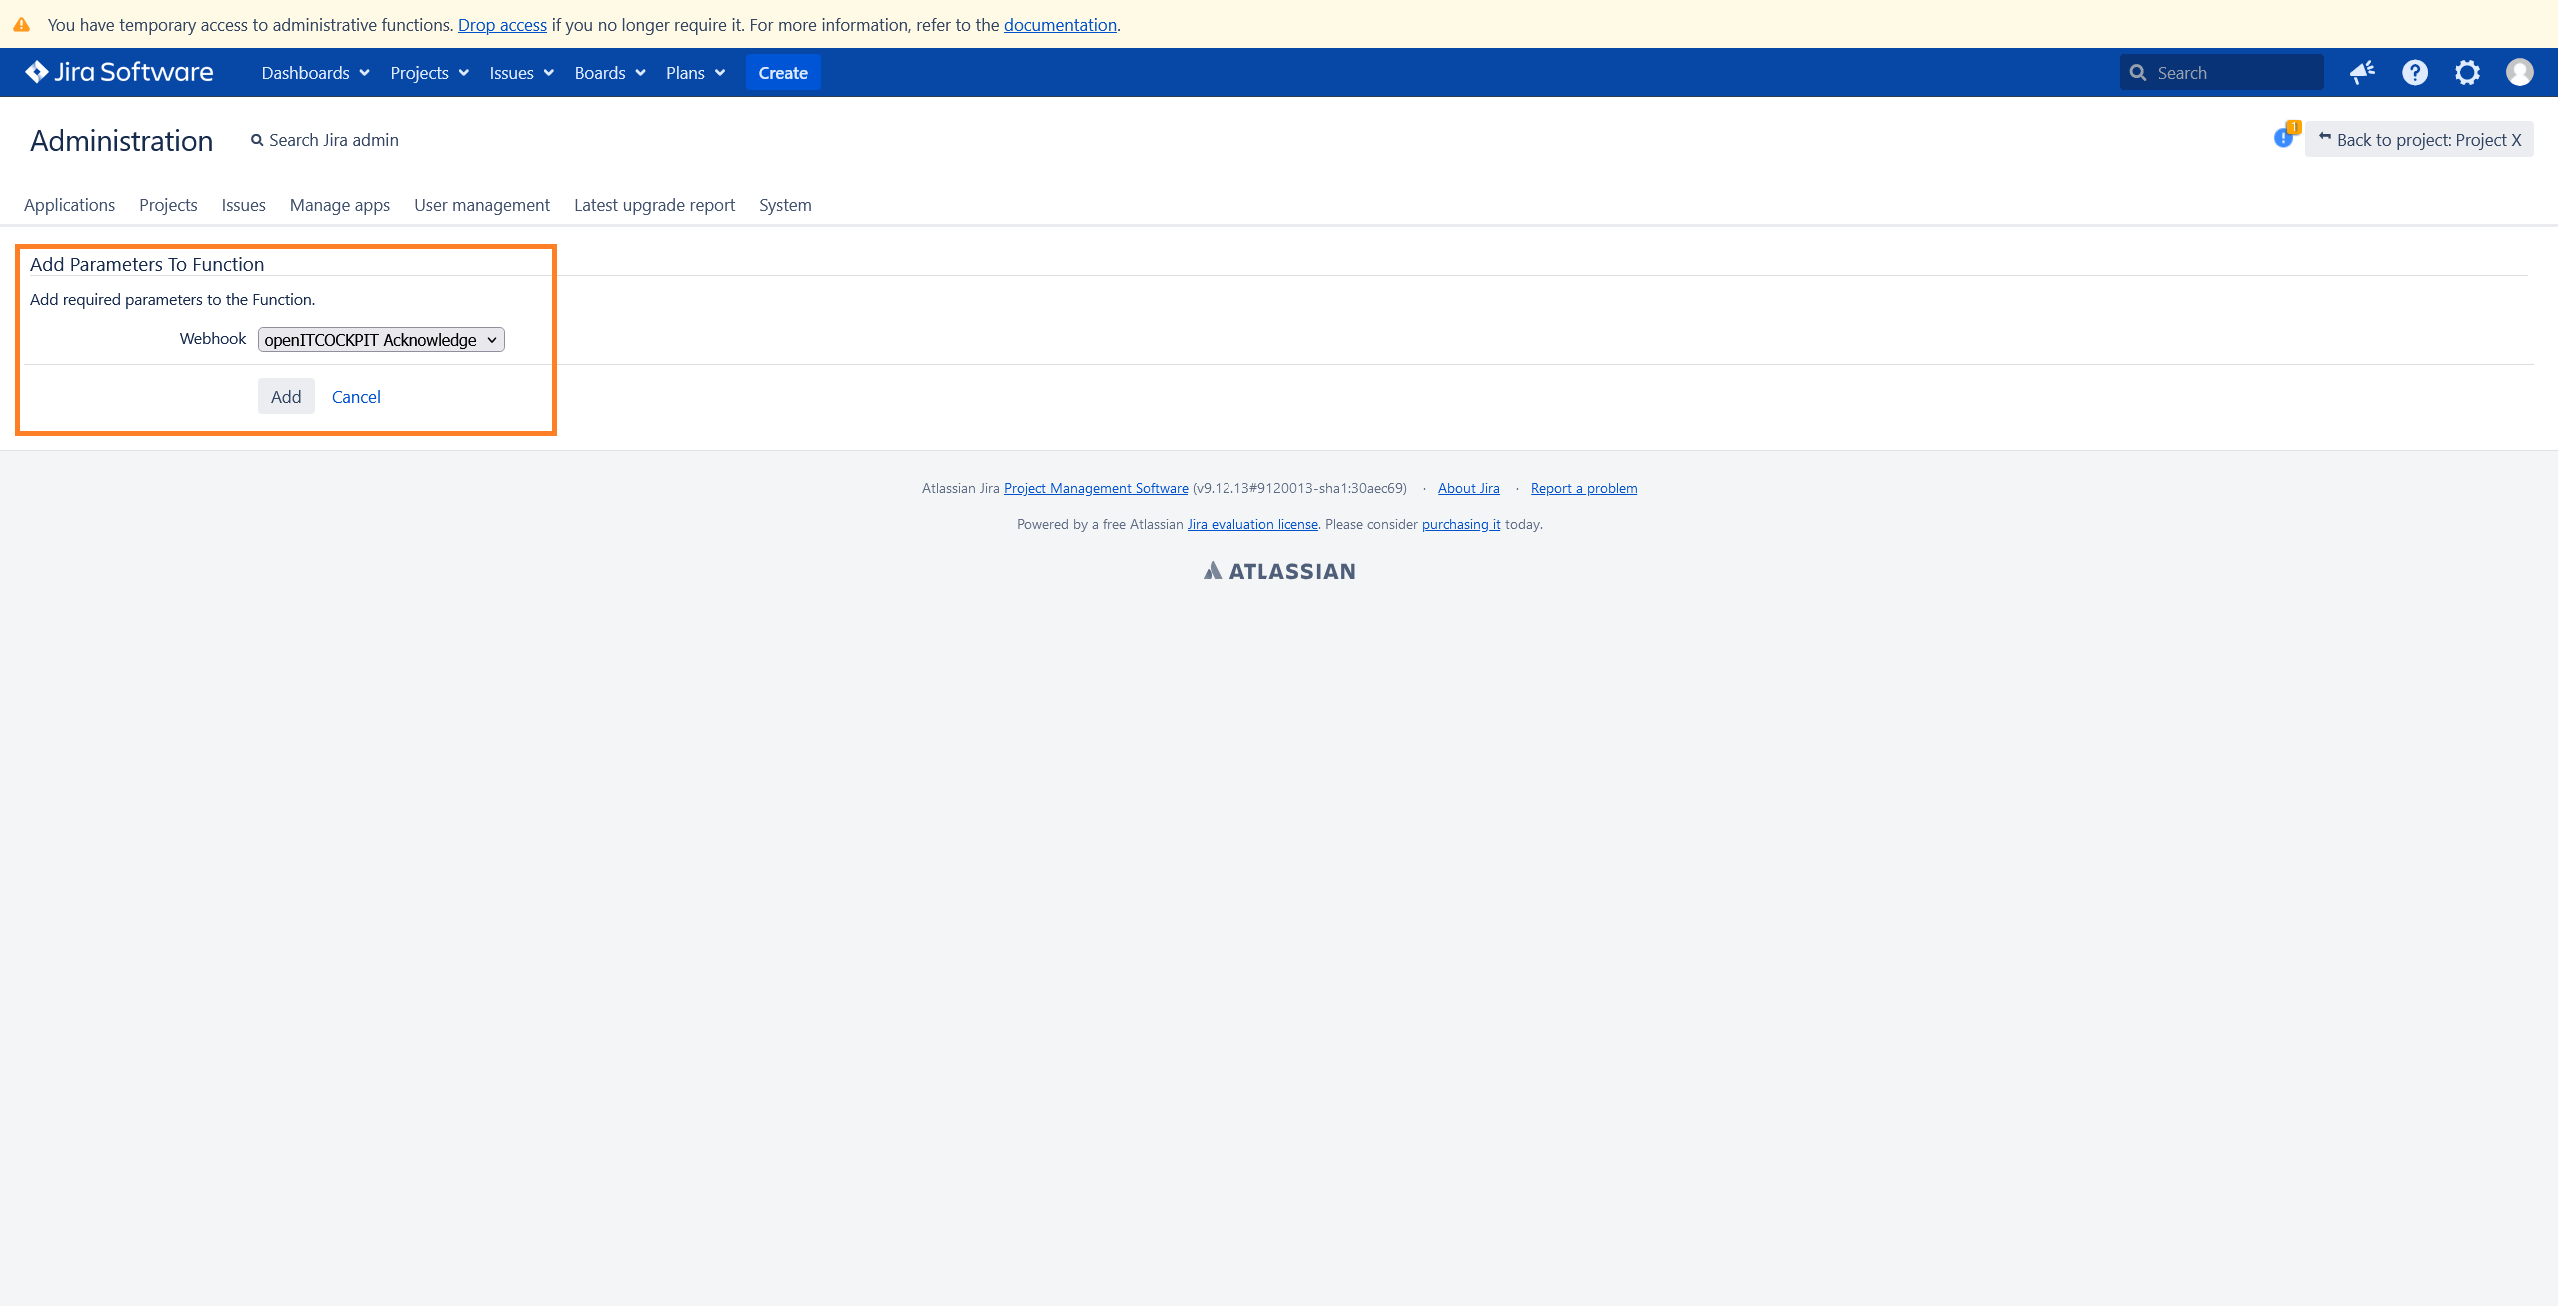 You have temporary access to administrative functions. Drop access if you no longer require it. For more information, refer to the documentation.
Jira Software Dashboards Projects Issues Boards Plans Create Search
Administration Search Jira admin 1 Back to project: Project X
Applications Projects Issues Manage apps User management Latest upgrade report System
Add Parameters To Function
Add required parameters to the Function.
Webhook openITCOCKPIT Acknowledge
Add Cancel
Atlassian Jira Project Management Software (v9.12.13#9120013-sha1:30aec69) · About Jira · Report a problem
Powered by a free Atlassian Jira evaluation license. Please consider purchasing it today.
ATLASSIAN